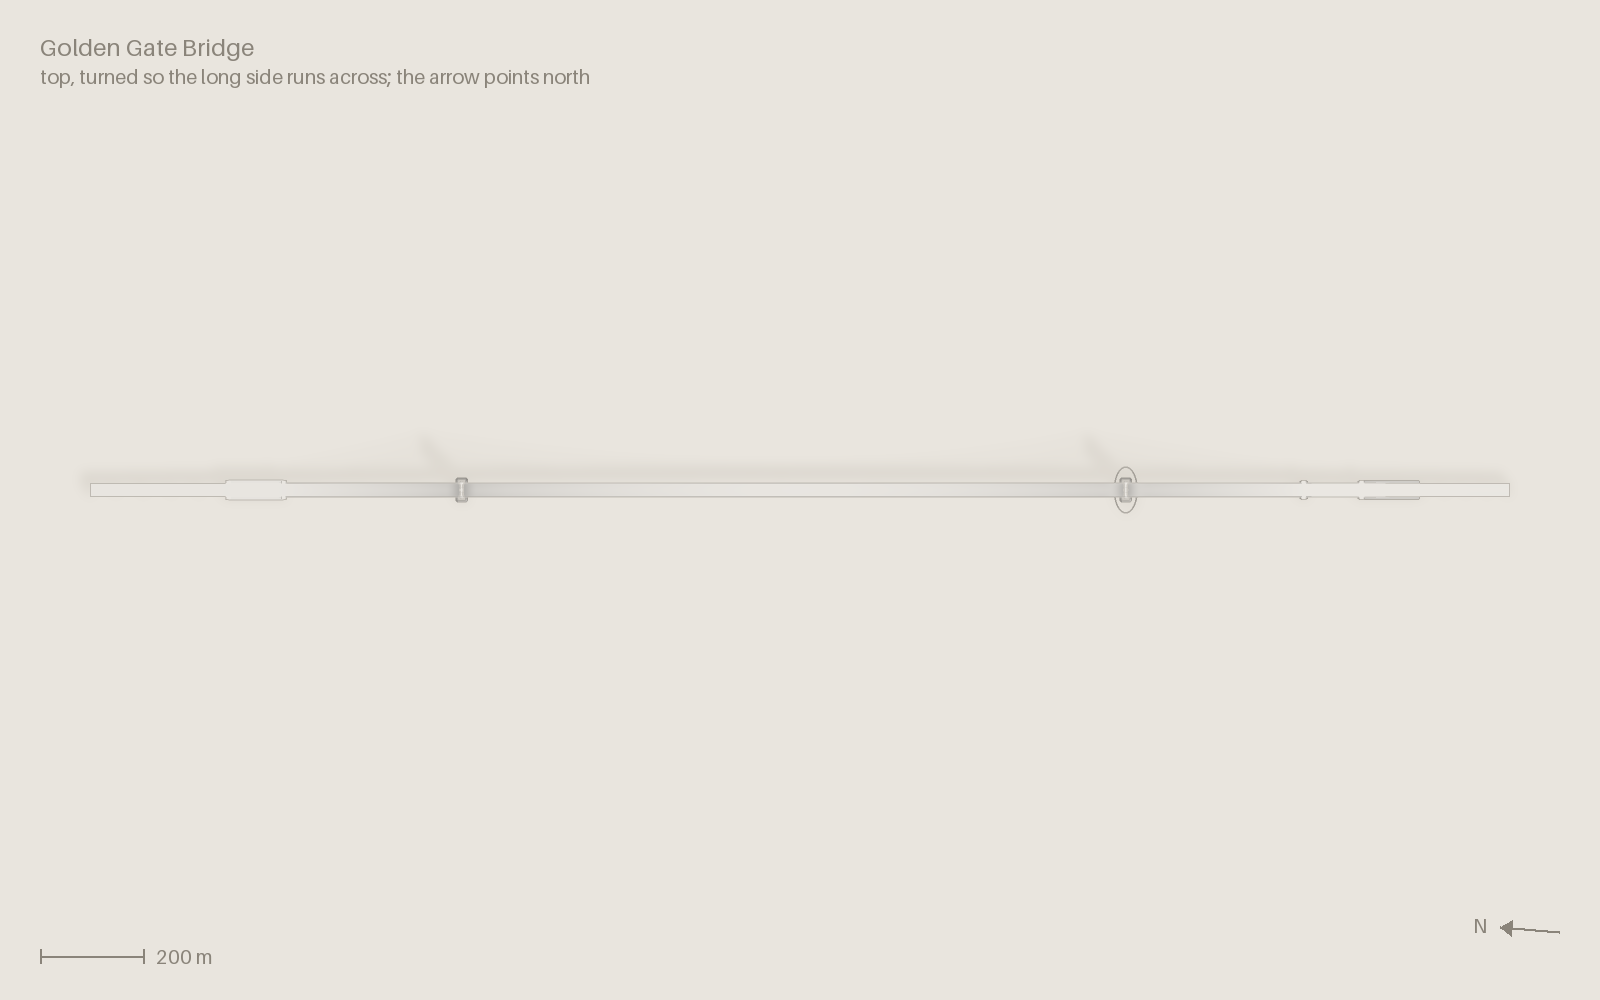 Golden Gate Bridge
top, turned so the long side runs across; the arrow points north
N
200 m